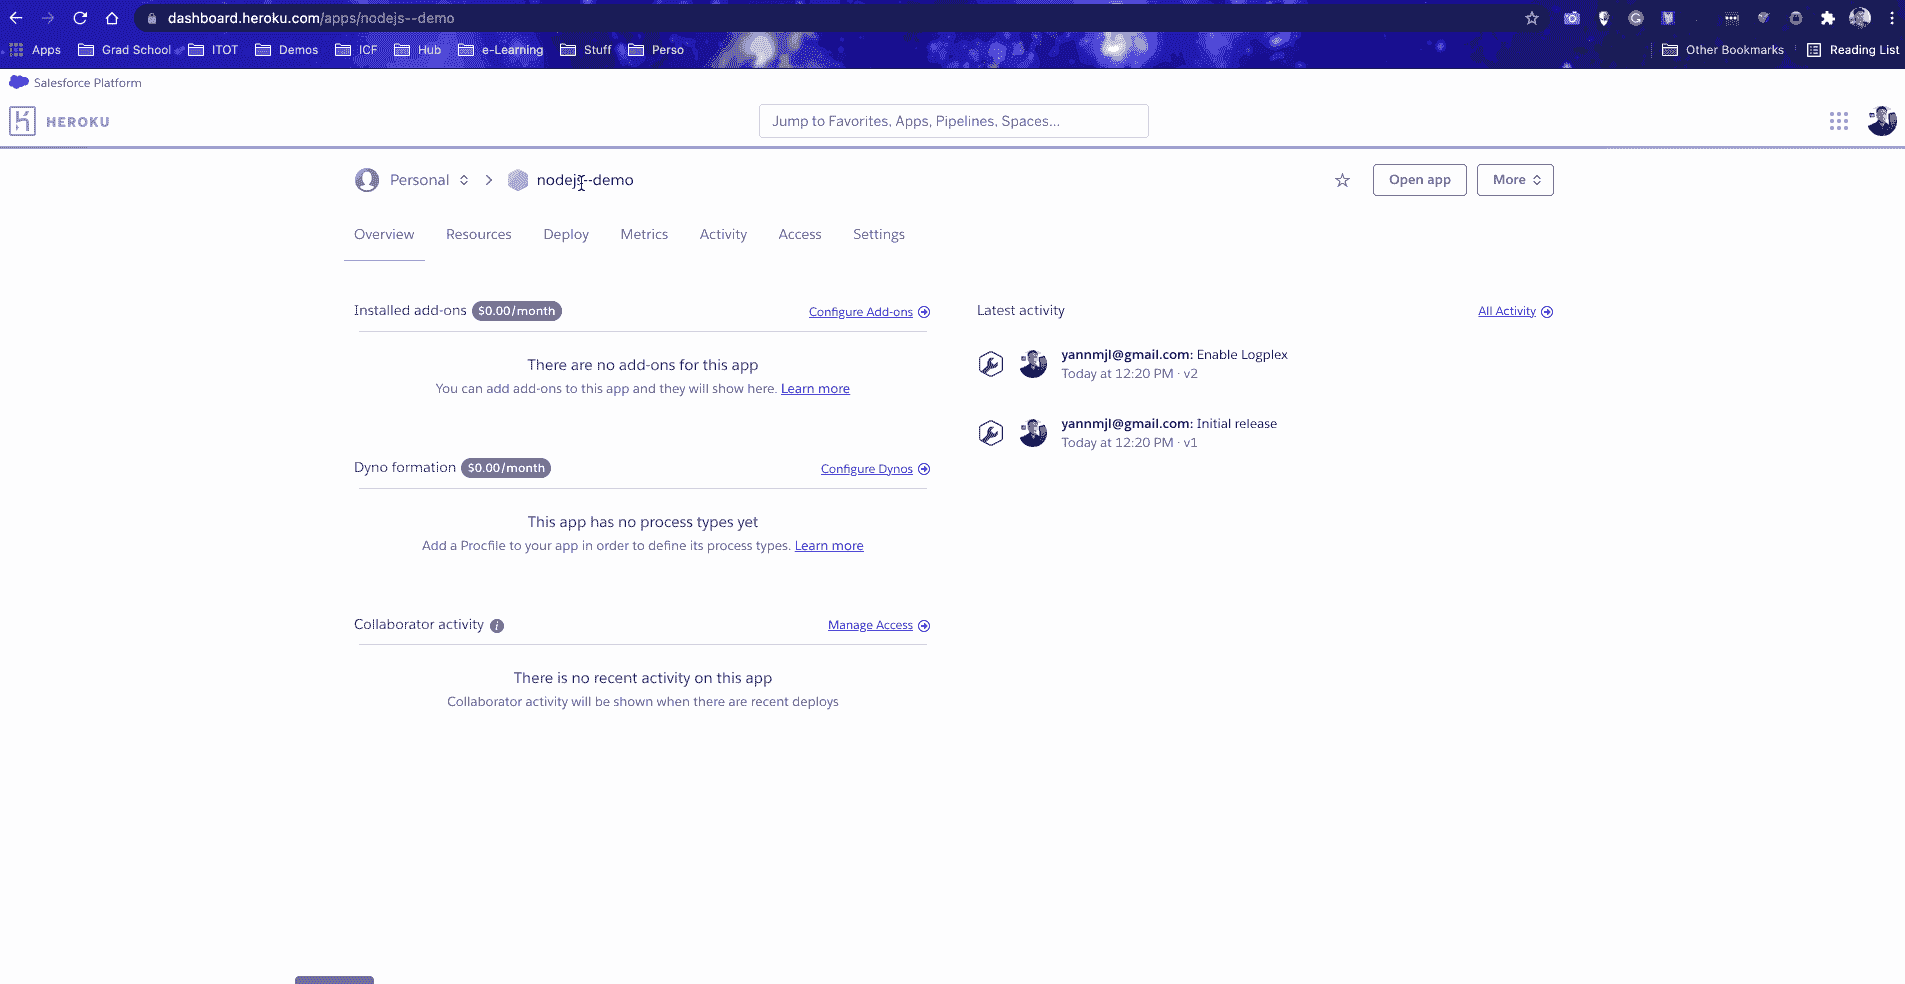 dashboard.heroku.com/apps/nodejs--demo
Apps Grad School ITOT Demos ICF Hub e-Learning Stuff Perso Other Bookmarks Reading List
Salesforce Platform
HEROKU
Jump to Favorites, Apps, Pipelines, Spaces...
Personal nodejs--demo Open app More
Overview Resources Deploy Metrics Activity Access Settings
Installed add-ons $0.00/month Configure Add-ons
There are no add-ons for this app
You can add add-ons to this app and they will show here. Learn more
Dyno formation $0.00/month Configure Dynos
This app has no process types yet
Add a Procfile to your app in order to define its process types. Learn more
Collaborator activity i Manage Access
There is no recent activity on this app
Collaborator activity will be shown when there are recent deploys
Latest activity All Activity
yannmjl@gmail.com: Enable Logplex
Today at 12:20 PM · v2
yannmjl@gmail.com: Initial release
Today at 12:20 PM · v1